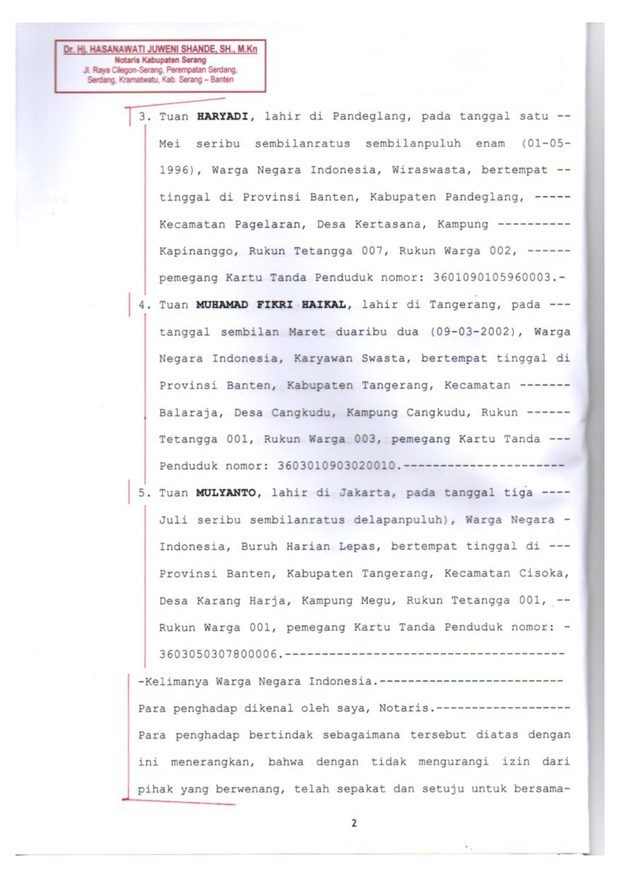 Dr. Hj. HASANAWATI JUWENI SHANDE, SH., M.Kn
Notaris Kabupaten Serang
Jl. Raya Cilegon-Serang, Perempatan Serdang,
Serdang, Kramatwatu, Kab. Serang – Banten
3. Tuan HARYADI, lahir di Pandeglang, pada tanggal satu --
Mei seribu sembilanratus sembilanpuluh enam (01-05-
1996), Warga Negara Indonesia, Wiraswasta, bertempat --
tinggal di Provinsi Banten, Kabupaten Pandeglang, -----
Kecamatan Pagelaran, Desa Kertasana, Kampung ----------
Kapinanggo, Rukun Tetangga 007, Rukun Warga 002, ------
pemegang Kartu Tanda Penduduk nomor: 3601090105960003.-
4. Tuan MUHAMAD FIKRI HAIKAL, lahir di Tangerang, pada ---
tanggal sembilan Maret duaribu dua (09-03-2002), Warga
Negara Indonesia, Karyawan Swasta, bertempat tinggal di
Provinsi Banten, Kabupaten Tangerang, Kecamatan -------
Balaraja, Desa Cangkudu, Kampung Cangkudu, Rukun ------
Tetangga 001, Rukun Warga 003, pemegang Kartu Tanda ---
Penduduk nomor: 3603010903020010.----------------------
5. Tuan MULYANTO, lahir di Jakarta, pada tanggal tiga ----
Juli seribu sembilanratus delapanpuluh), Warga Negara -
Indonesia, Buruh Harian Lepas, bertempat tinggal di ---
Provinsi Banten, Kabupaten Tangerang, Kecamatan Cisoka,
Desa Karang Harja, Kampung Megu, Rukun Tetangga 001, --
Rukun Warga 001, pemegang Kartu Tanda Penduduk nomor: -
3603050307800006.--------------------------------------
-Kelimanya Warga Negara Indonesia.-------------------------
Para penghadap dikenal oleh saya, Notaris.------------------
Para penghadap bertindak sebagaimana tersebut diatas dengan
ini menerangkan, bahwa dengan tidak mengurangi izin dari
pihak yang berwenang, telah sepakat dan setuju untuk bersama-
2